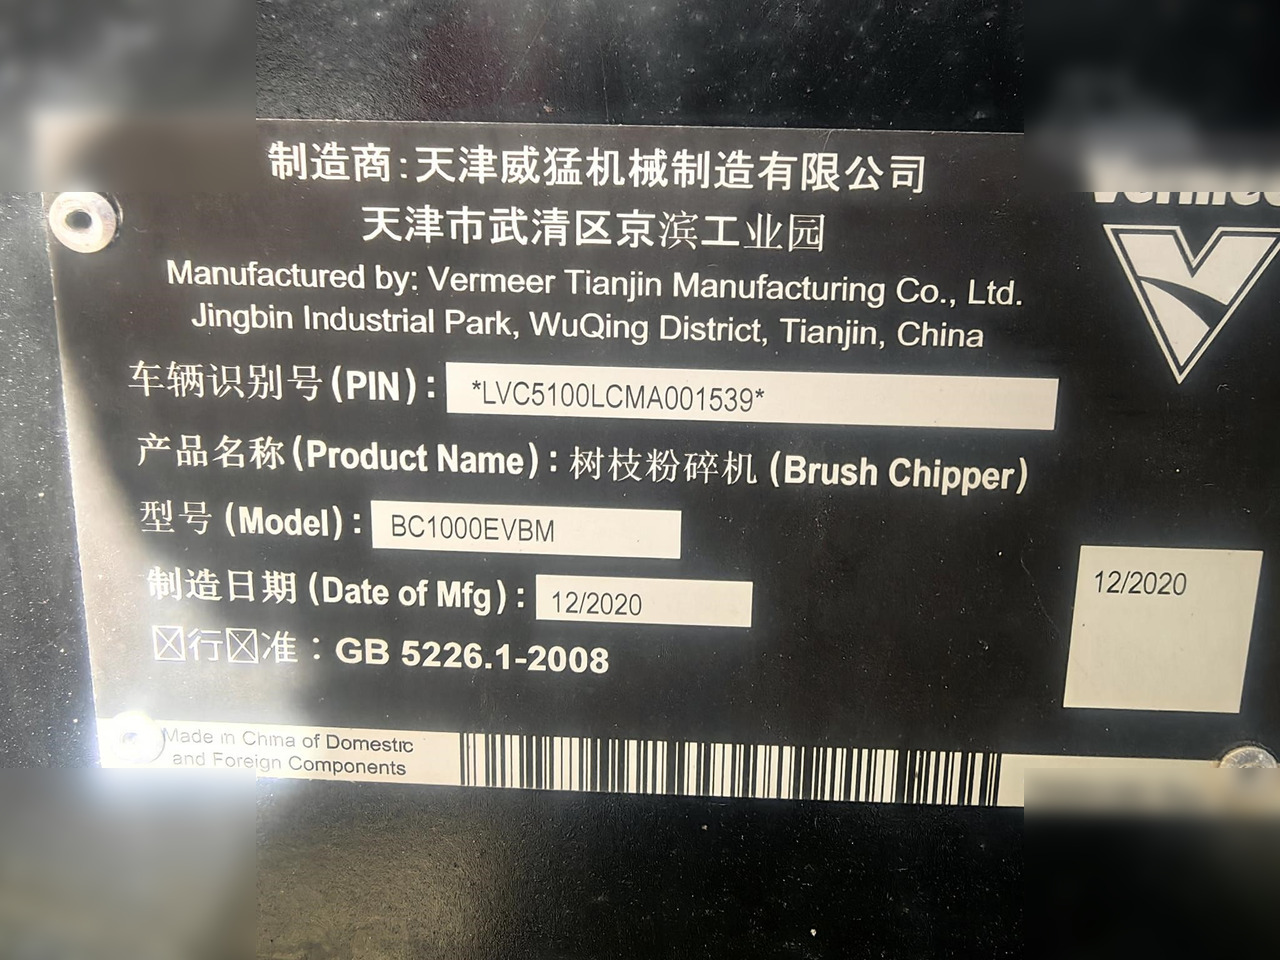 制造商:天津威猛机械制造有限公司
天津市武清区京滨工业园
Manufactured by: Vermeer Tianjin Manufacturing Co., Ltd.
Jingbin Industrial Park, WuQing District, Tianjin, China
车辆识别号(PIN): *LVC5100LCMA001539*
产品名称(Product Name): 树枝粉碎机 (Brush Chipper)
型号(Model): BC1000EVBM
制造日期(Date of Mfg): 12/2020
行准: GB 5226.1-2008
Made in China of Domestic
and Foreign Components
Vermeer
12/2020